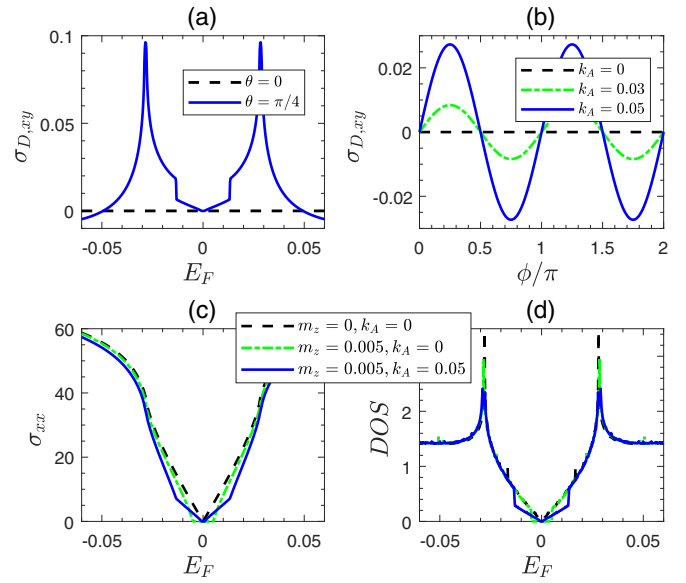 (a)
0.1
0.05
0
σ_{D,xy}
θ = 0
θ = π/4
-0.05
0
0.05
E_F
(b)
0.02
0
-0.02
σ_{D,xy}
k_A = 0
k_A = 0.03
k_A = 0.05
0
0.5
1
1.5
2
ϕ/π
(c)
60
40
20
0
σ_{xx}
m_z = 0, k_A = 0
m_z = 0.005, k_A = 0
m_z = 0.005, k_A = 0.05
-0.05
0
0.05
E_F
(d)
2
1
0
DOS
-0.05
0
0.05
E_F